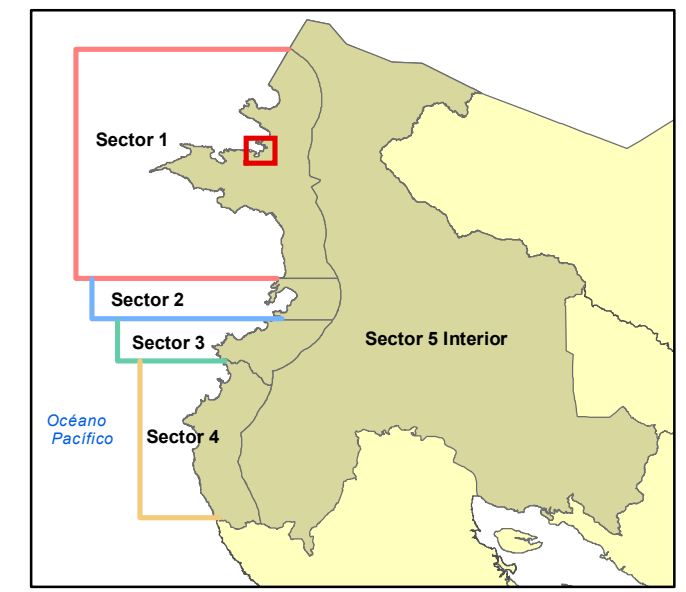 Sector 1
Sector 2
Sector 3
Sector 5 Interior
Océano
Pacífico
Sector 4